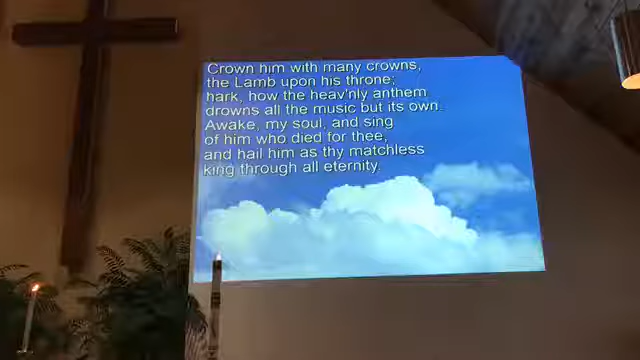 Crown him with many crowns,
the Lamb upon his throne;
hark, how the heav'nly anthem
drowns all the music but its own.
Awake, my soul, and sing
of him who died for thee,
and hail him as thy matchless
king through all eternity.